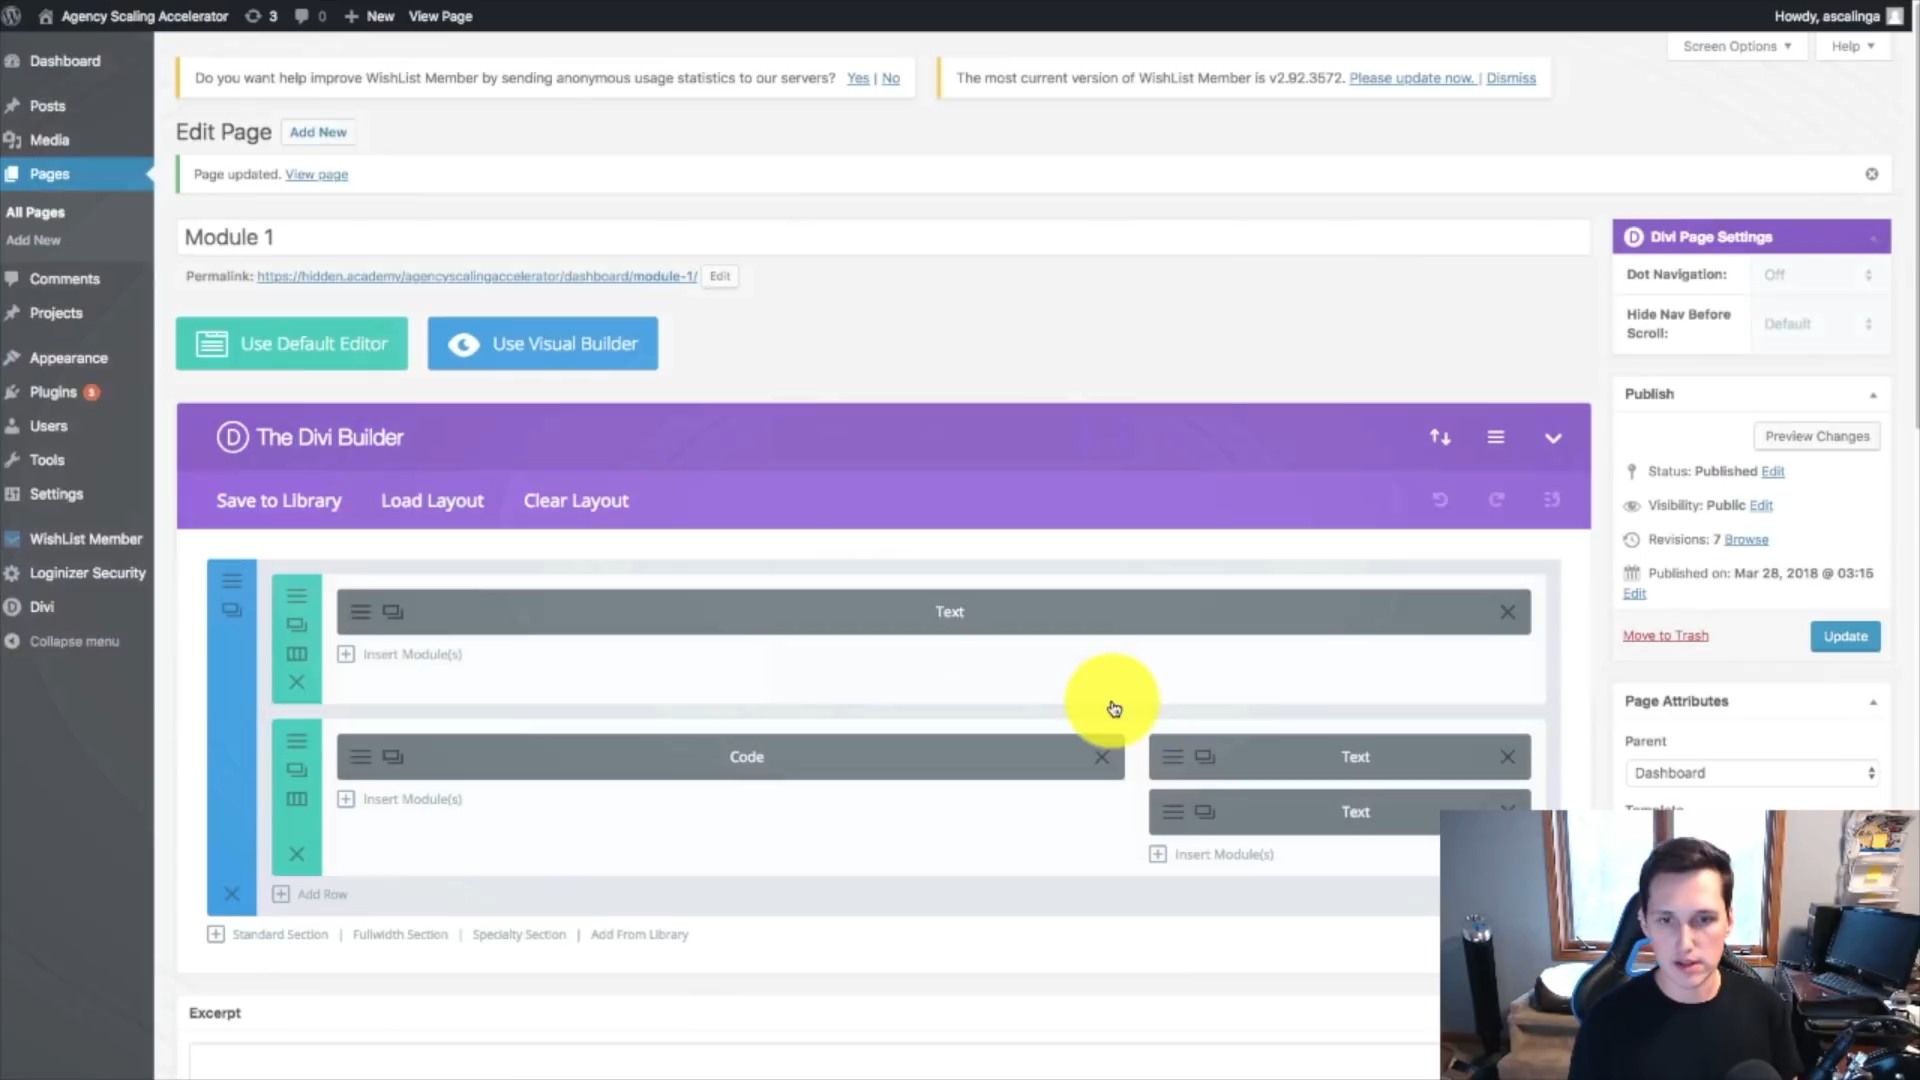 Agency Scaling Accelerator 3 0 New View Page Howdy, ascalinga
Screen Options Help
Dashboard
Posts
Media
Pages
All Pages
Add New
Comments
Projects
Appearance
Plugins 3
Users
Tools
Settings
WishList Member
Loginizer Security
Divi
Collapse menu
Do you want help improve WishList Member by sending anonymous usage statistics to our servers? Yes | No
The most current version of WishList Member is v2.92.3572. Please update now. | Dismiss
Edit Page Add New
Page updated. View page
Module 1
Permalink: https://hidden.academy/agencyscalingaccelerator/dashboard/module-1/ Edit
Use Default Editor Use Visual Builder
D The Divi Builder
Save to Library Load Layout Clear Layout
Text
Insert Module(s)
Code Text
Insert Module(s) Text
Insert Module(s)
Add Row
Standard Section | Fullwidth Section | Specialty Section | Add From Library
Excerpt
D Divi Page Settings
Dot Navigation: Off
Hide Nav Before Scroll: Default
Publish
Preview Changes
Status: Published Edit
Visibility: Public Edit
Revisions: 7 Browse
Published on: Mar 28, 2018 @ 03:15
Edit
Move to Trash Update
Page Attributes
Parent
Dashboard